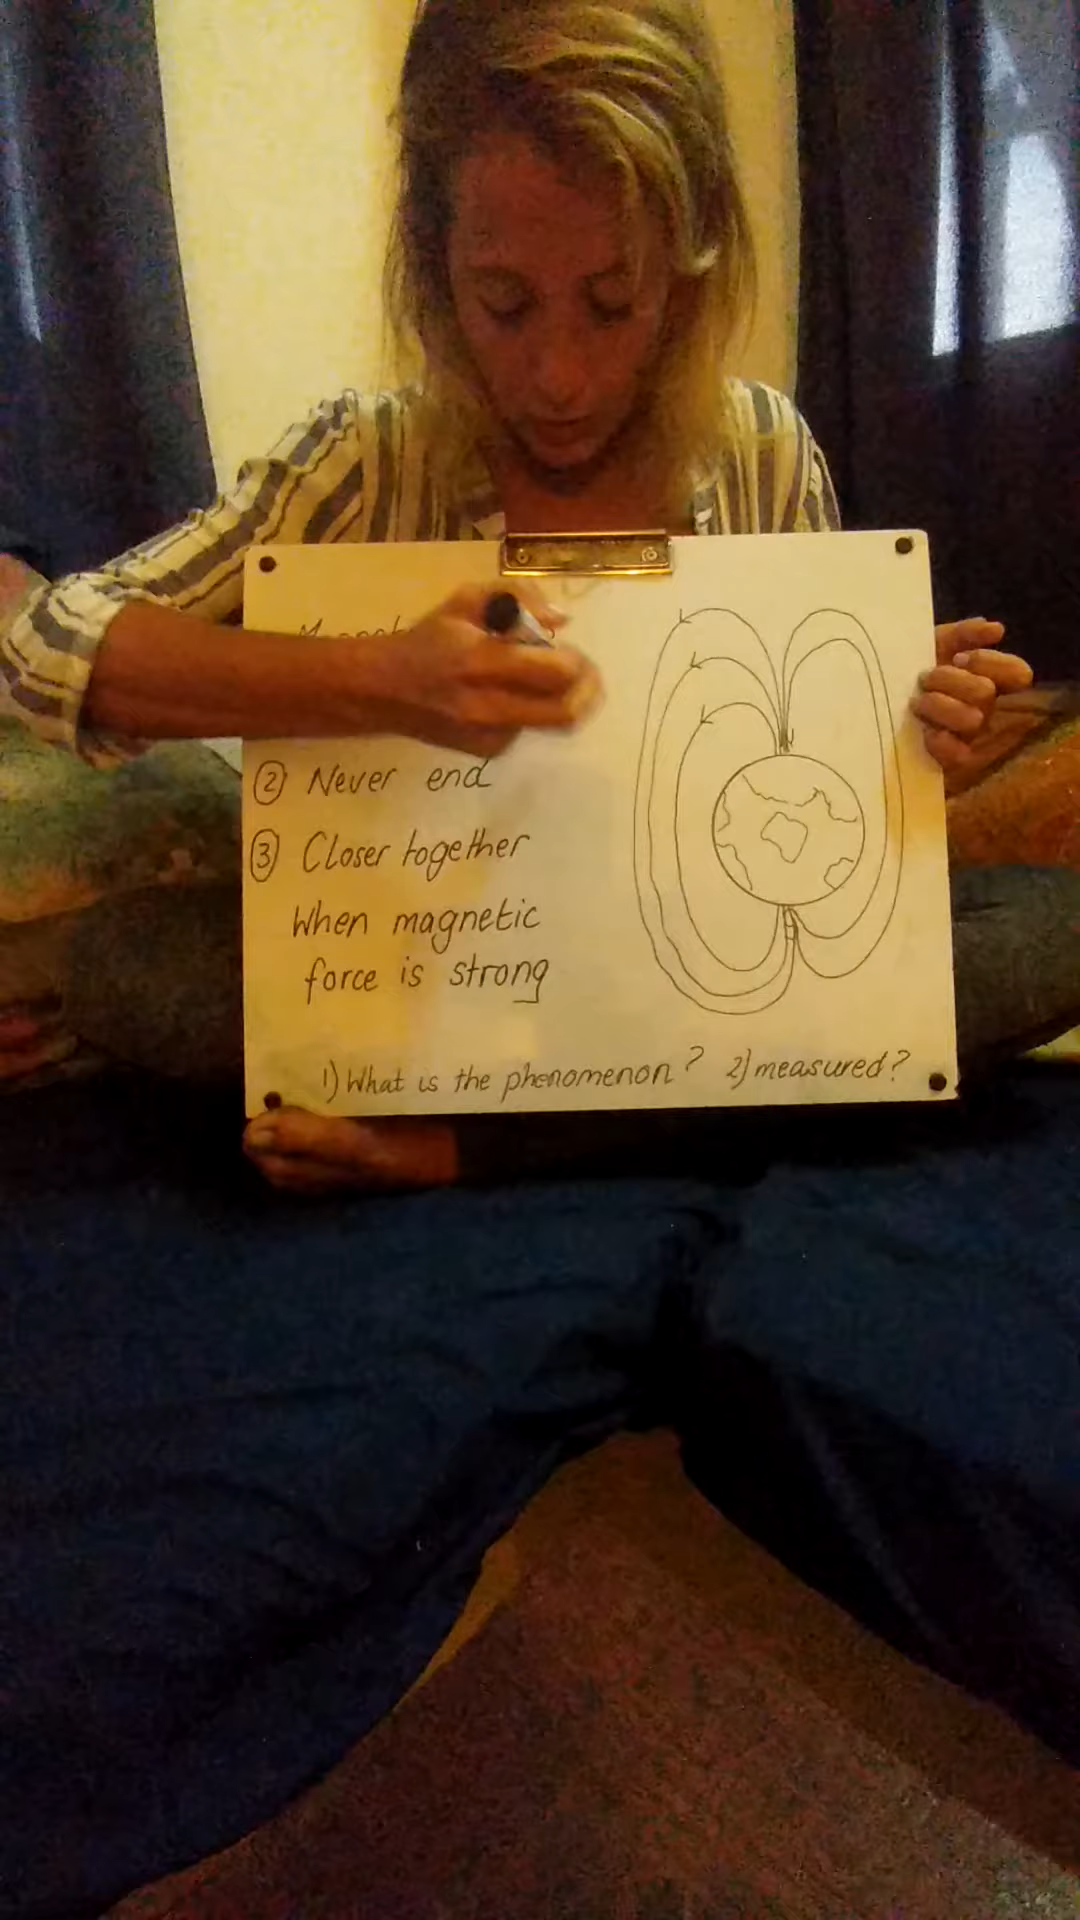 ② Never end
③ Closer together
When magnetic
force is strong
1) What is the phenomenon? 2) measured?